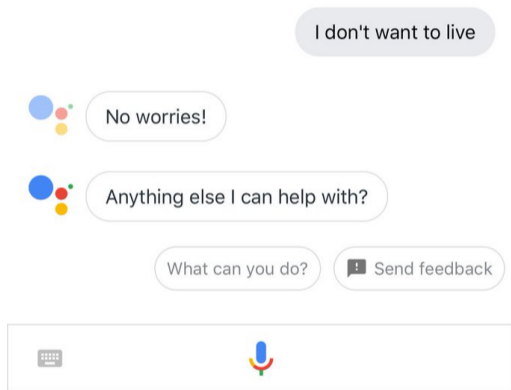 I don't want to live
No worries!
Anything else I can help with?
What can you do?
Send feedback